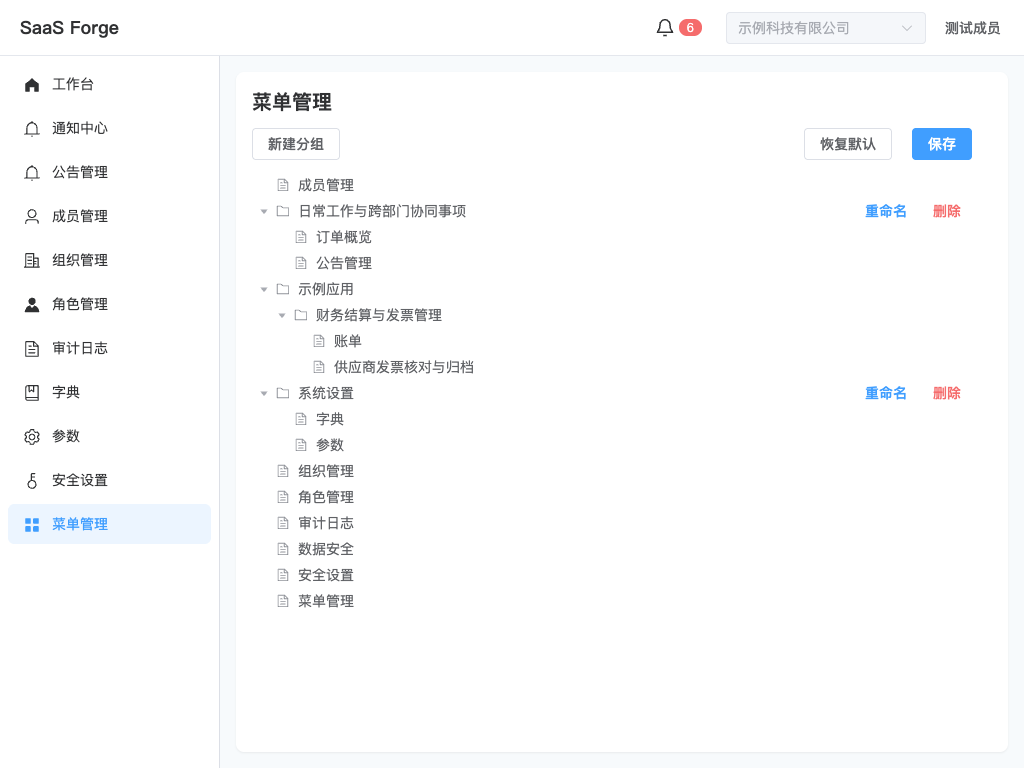 SaaS Forge
6
示例科技有限公司
测试成员
工作台
通知中心
公告管理
成员管理
组织管理
角色管理
审计日志
字典
参数
安全设置
菜单管理
菜单管理
新建分组
恢复默认
保存
成员管理
日常工作与跨部门协同事项 重命名 删除
订单概览
公告管理
示例应用
财务结算与发票管理
账单
供应商发票核对与归档
系统设置 重命名 删除
字典
参数
组织管理
角色管理
审计日志
数据安全
安全设置
菜单管理